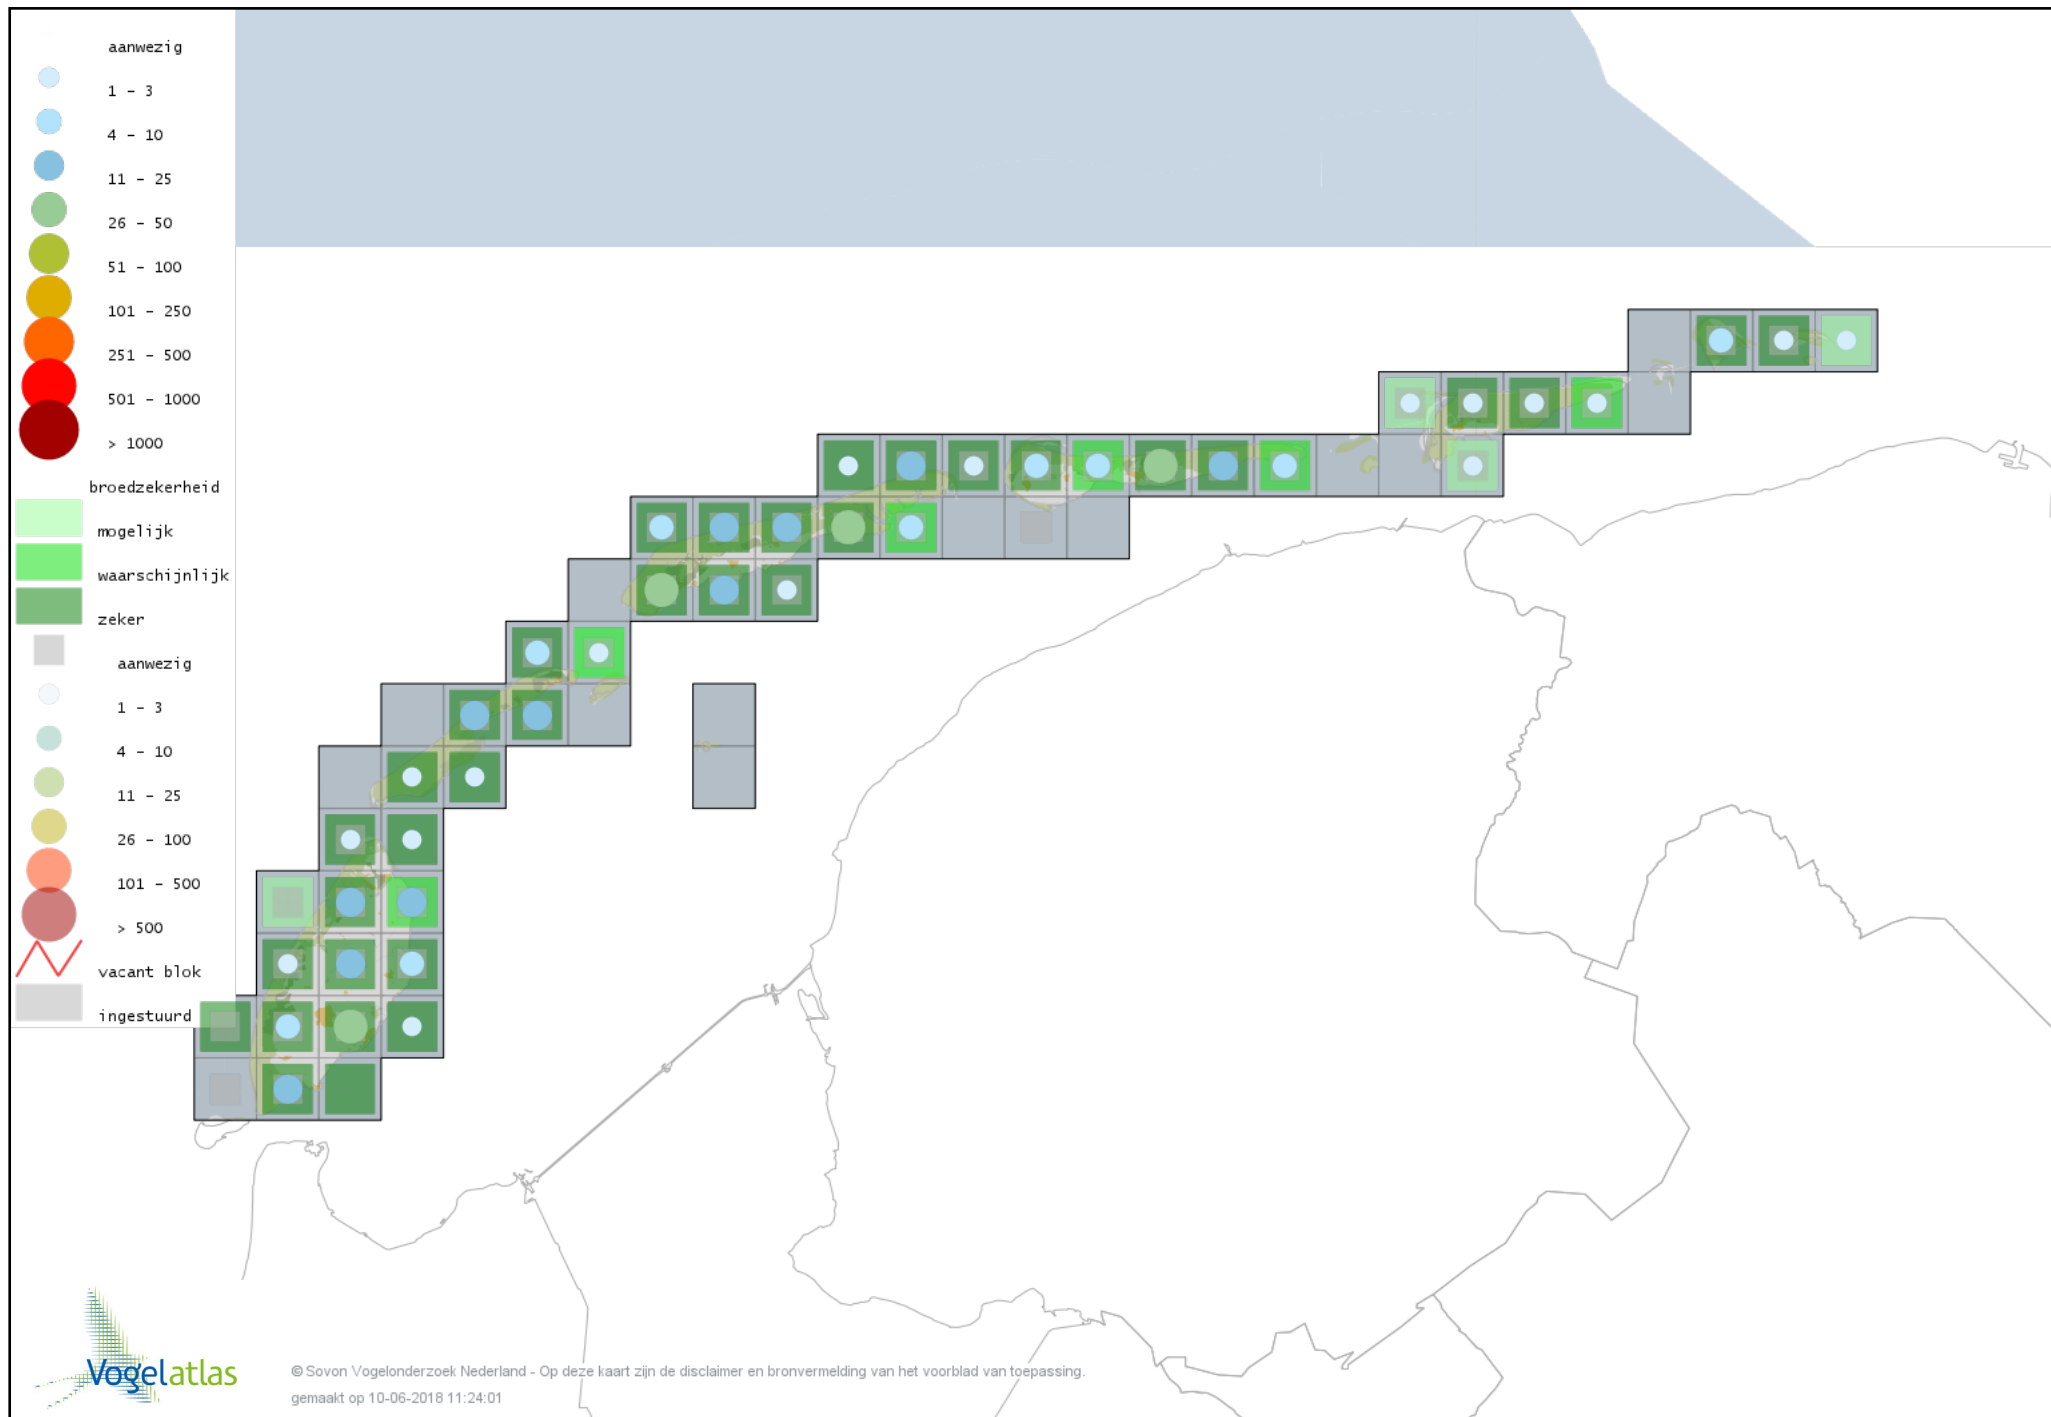 aanwezig
1 - 3
4 - 10
11 - 25
26 - 50
51 - 100
101 - 250
251 - 500
501 - 1000
> 1000
broedzekerheid
mogelijk
waarschijnlijk
zeker
aanwezig
1 - 3
4 - 10
11 - 25
26 - 100
101 - 500
> 500
vacant blok
ingestuurd
Vogelatlas
© Sovon Vogelonderzoek Nederland - Op deze kaart zijn de disclaimer en bronvermelding van het voorblad van toepassing.
gemaakt op 10-06-2018 11:24:01